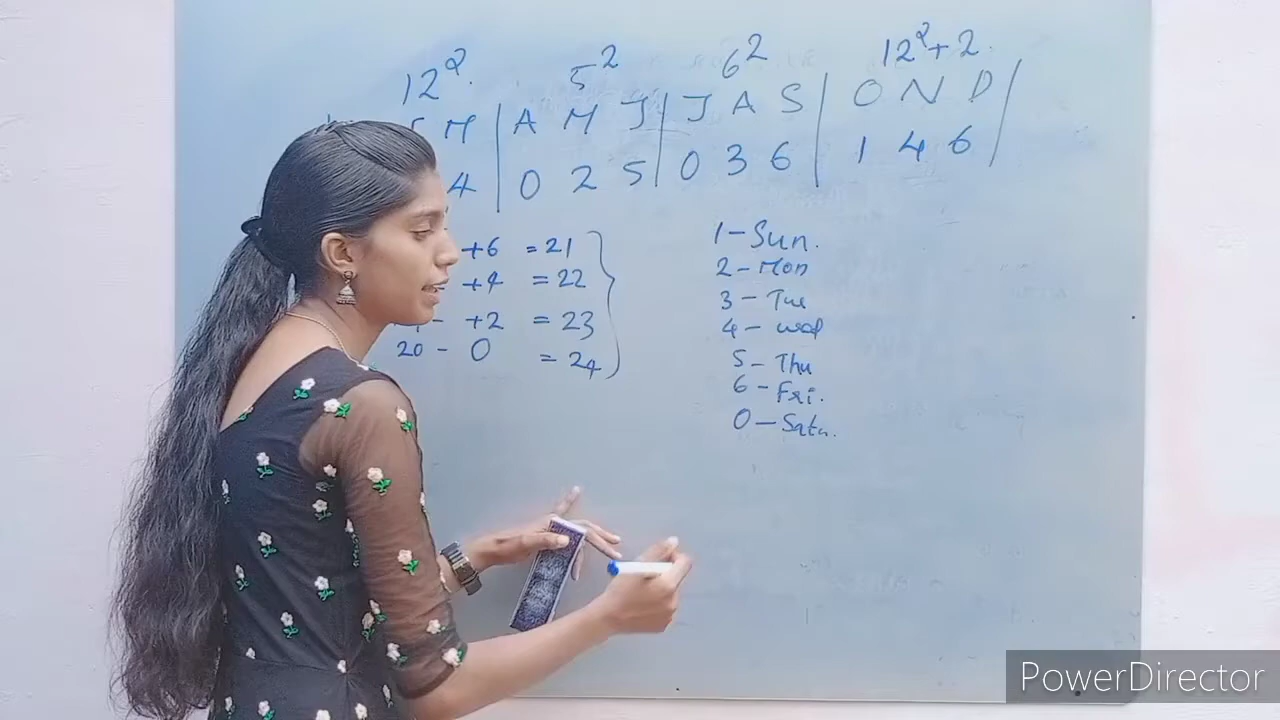 12² 5² 6² 12²+2
M | A M J | J A S | O N D |
4 | 0 2 5 | 0 3 6 | 1 4 6
+6 = 21
+4 = 22
- +2 = 23
20 - 0 = 24
1 - Sun.
2 - Mon
3 - Tue
4 - Wed
5 - Thu
6 - Fri.
0 - Satu.
PowerDirector